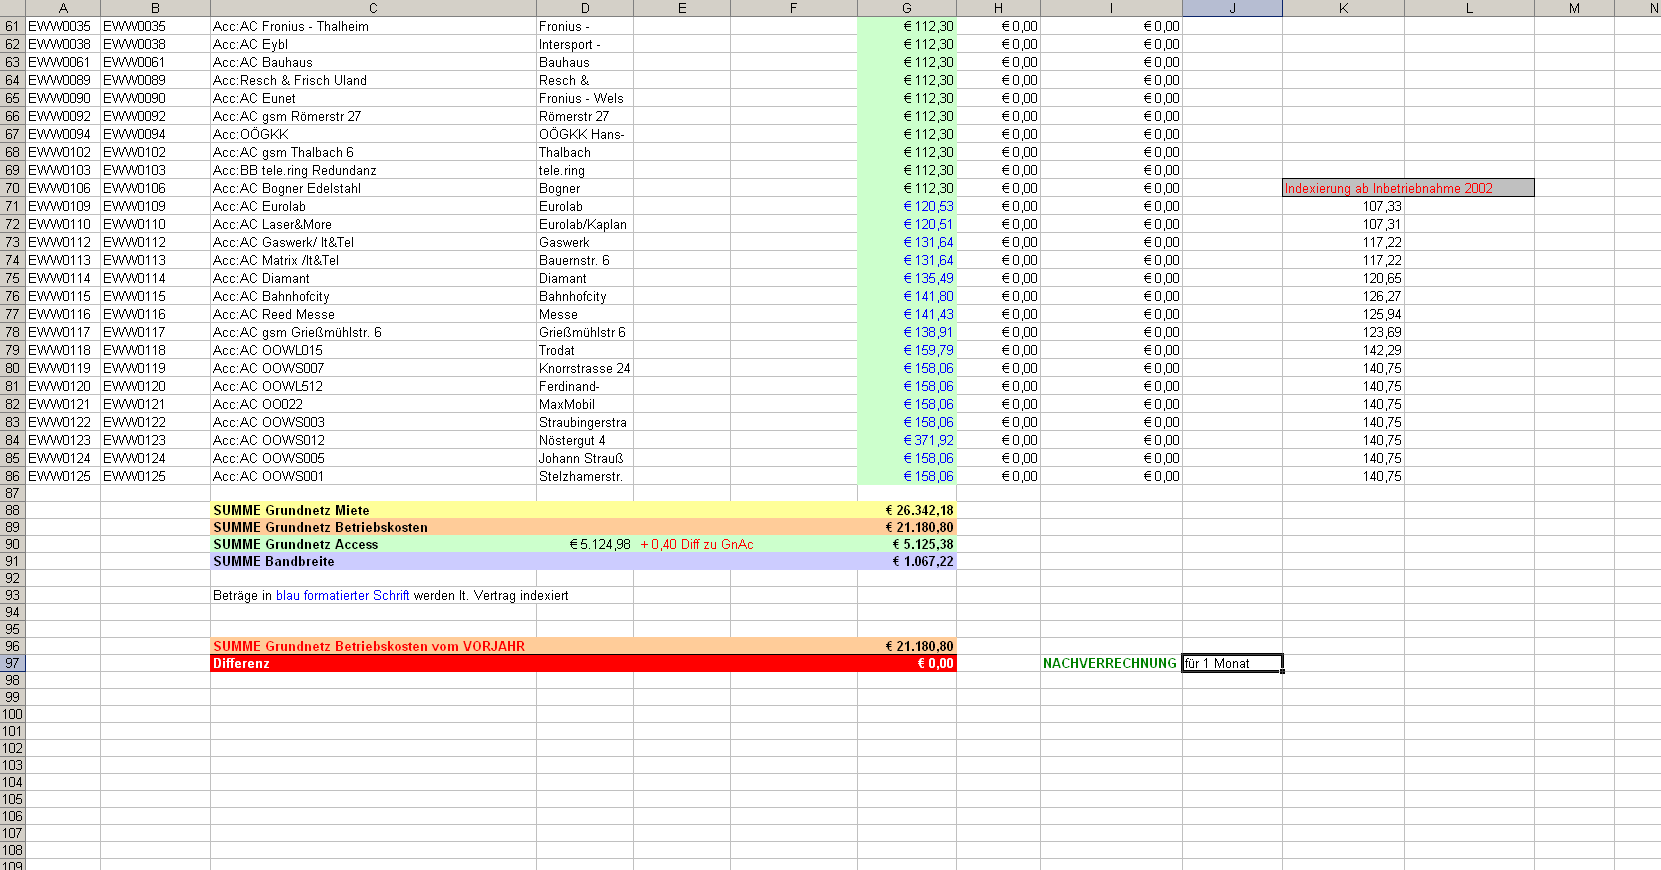 A B C D E F G H I J K L M N
61 EWW0035 EWW0035 Acc:AC Fronius - Thalheim Fronius - € 112,30 € 0,00 € 0,00
62 EWW0038 EWW0038 Acc:AC Eybl Intersport - € 112,30 € 0,00 € 0,00
63 EWW0061 EWW0061 Acc:AC Bauhaus Bauhaus € 112,30 € 0,00 € 0,00
64 EWW0089 EWW0089 Acc:Resch & Frisch Uland Resch & € 112,30 € 0,00 € 0,00
65 EWW0090 EWW0090 Acc:AC Eunet Fronius - Wels € 112,30 € 0,00 € 0,00
66 EWW0092 EWW0092 Acc:AC gsm Römerstr 27 Römerstr 27 € 112,30 € 0,00 € 0,00
67 EWW0094 EWW0094 Acc:OÖGKK OÖGKK Hans- € 112,30 € 0,00 € 0,00
68 EWW0102 EWW0102 Acc:AC gsm Thalbach 6 Thalbach € 112,30 € 0,00 € 0,00
69 EWW0103 EWW0103 Acc:BB tele.ring Redundanz tele.ring € 112,30 € 0,00 € 0,00
70 EWW0106 EWW0106 Acc:AC Bogner Edelstahl Bogner € 112,30 € 0,00 € 0,00 Indexierung ab Inbetriebnahme 2002
71 EWW0109 EWW0109 Acc:AC Eurolab Eurolab € 120,53 € 0,00 € 0,00 107,33
72 EWW0110 EWW0110 Acc:AC Laser&More Eurolab/Kaplan € 120,51 € 0,00 € 0,00 107,31
73 EWW0112 EWW0112 Acc:AC Gaswerk/ It&Tel Gaswerk € 131,64 € 0,00 € 0,00 117,22
74 EWW0113 EWW0113 Acc:AC Matrix /It&Tel Bauernstr. 6 € 131,64 € 0,00 € 0,00 117,22
75 EWW0114 EWW0114 Acc:AC Diamant Diamant € 135,49 € 0,00 € 0,00 120,65
76 EWW0115 EWW0115 Acc:AC Bahnhofcity Bahnhofcity € 141,80 € 0,00 € 0,00 126,27
77 EWW0116 EWW0116 Acc:AC Reed Messe Messe € 141,43 € 0,00 € 0,00 125,94
78 EWW0117 EWW0117 Acc:AC gsm Grießmühlstr. 6 Grießmühlstr 6 € 138,91 € 0,00 € 0,00 123,69
79 EWW0118 EWW0118 Acc:AC OOWL015 Trodat € 159,79 € 0,00 € 0,00 142,29
80 EWW0119 EWW0119 Acc:AC OOWS007 Knorrstrasse 24 € 158,06 € 0,00 € 0,00 140,75
81 EWW0120 EWW0120 Acc:AC OOWL512 Ferdinand- € 158,06 € 0,00 € 0,00 140,75
82 EWW0121 EWW0121 Acc:AC OO022 MaxMobil € 158,06 € 0,00 € 0,00 140,75
83 EWW0122 EWW0122 Acc:AC OOWS003 Straubingerstra € 158,06 € 0,00 € 0,00 140,75
84 EWW0123 EWW0123 Acc:AC OOWS012 Nöstergut 4 € 371,92 € 0,00 € 0,00 140,75
85 EWW0124 EWW0124 Acc:AC OOWS005 Johann Strauß € 158,06 € 0,00 € 0,00 140,75
86 EWW0125 EWW0125 Acc:AC OOWS001 Stelzhamerstr. € 158,06 € 0,00 € 0,00 140,75
87
88 SUMME Grundnetz Miete € 26.342,18
89 SUMME Grundnetz Betriebskosten € 21.180,80
90 SUMME Grundnetz Access € 5.124,98 + 0,40 Diff zu GnAc € 5.125,38
91 SUMME Bandbreite € 1.067,22
92
93 Beträge in blau formatierter Schrift werden lt. Vertrag indexiert
94
95
96 SUMME Grundnetz Betriebskosten vom VORJAHR € 21.180,80
97 Differenz € 0,00 NACHVERRECHNUNG für 1 Monat
98
99
100
101
102
103
104
105
106
107
108
109